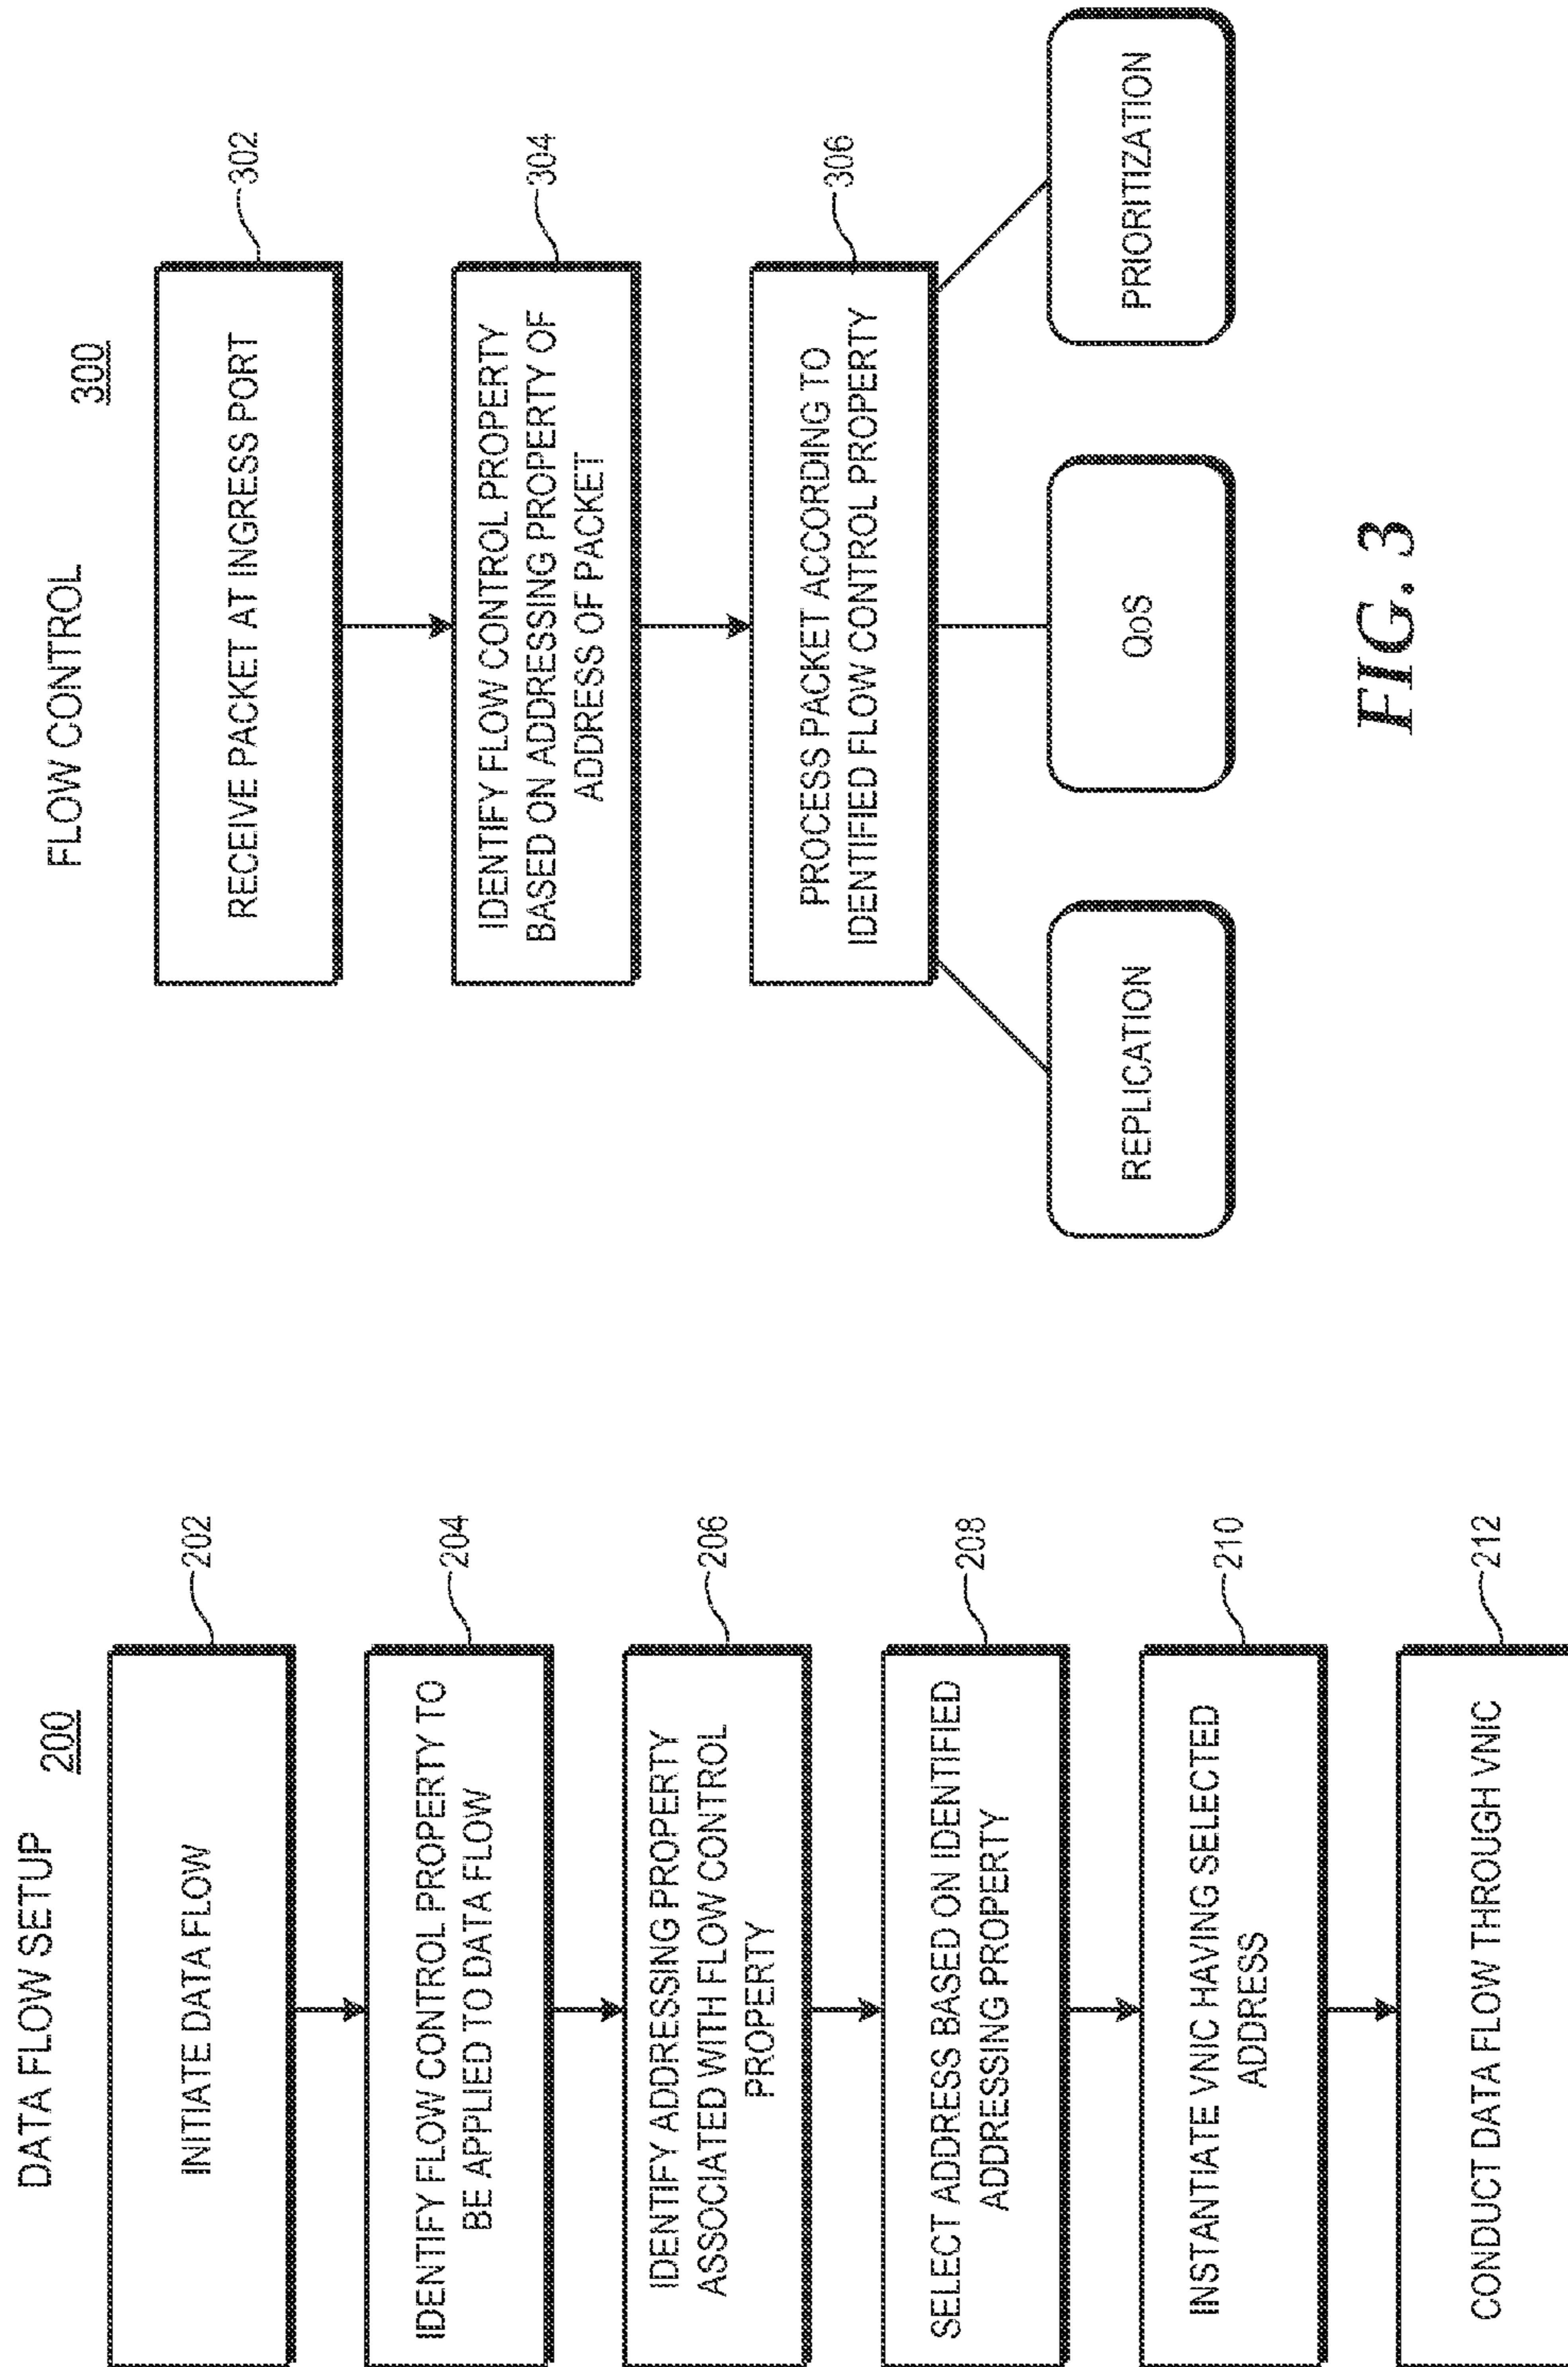 DATA FLOW SETUP
200
INITIATE DATA FLOW
202
IDENTIFY FLOW CONTROL PROPERTY TO
BE APPLIED TO DATA FLOW
204
IDENTIFY ADDRESSING PROPERTY
ASSOCIATED WITH FLOW CONTROL
PROPERTY
206
SELECT ADDRESS BASED ON IDENTIFIED
ADDRESSING PROPERTY
208
INSTANTIATE VNIC HAVING SELECTED
ADDRESS
210
CONDUCT DATA FLOW THROUGH VNIC
212
FLOW CONTROL
300
RECEIVE PACKET AT INGRESS PORT
302
IDENTIFY FLOW CONTROL PROPERTY
BASED ON ADDRESSING PROPERTY OF
ADDRESS OF PACKET
304
PROCESS PACKET ACCORDING TO
IDENTIFIED FLOW CONTROL PROPERTY
306
REPLICATION
QoS
PRIORITIZATION
FIG. 3